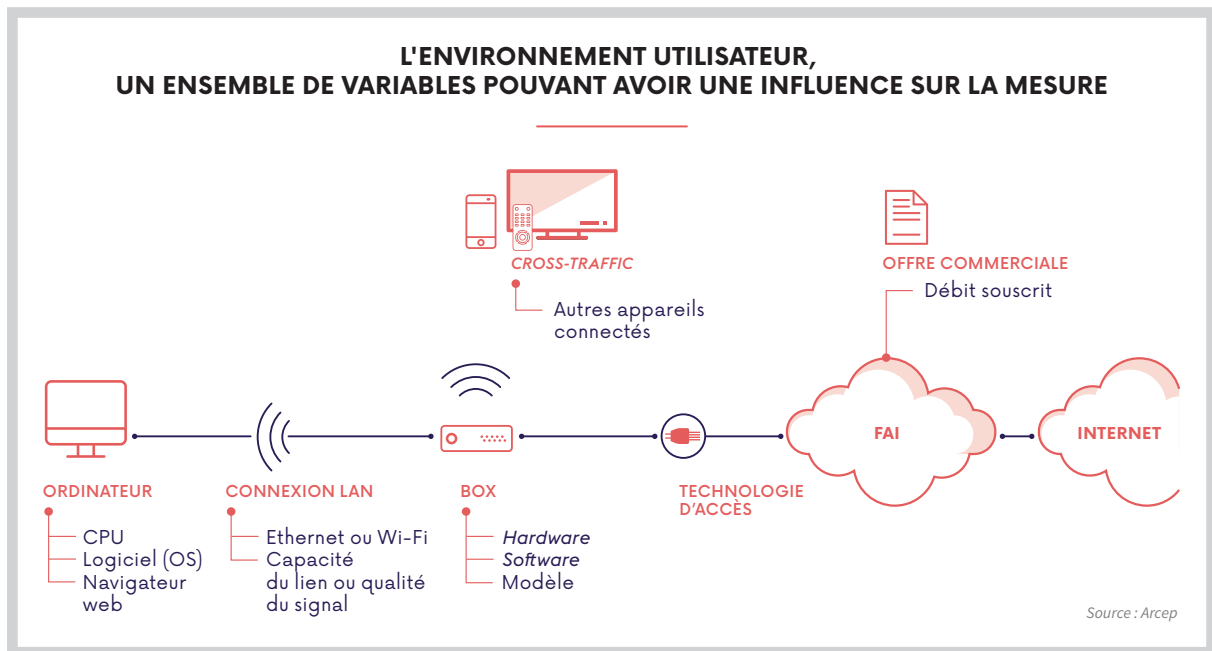 L'ENVIRONNEMENT UTILISATEUR,
UN ENSEMBLE DE VARIABLES POUVANT AVOIR UNE INFLUENCE SUR LA MESURE
CROSS-TRAFFIC
Autres appareils
connectés
OFFRE COMMERCIALE
Débit souscrit
FAI
INTERNET
ORDINATEUR
CPU
Logiciel (OS)
Navigateur
web
CONNEXION LAN
Ethernet ou Wi-Fi
Capacité
du lien ou qualité
du signal
BOX
Hardware
Software
Modèle
TECHNOLOGIE
D'ACCÈS
Source : Arcep